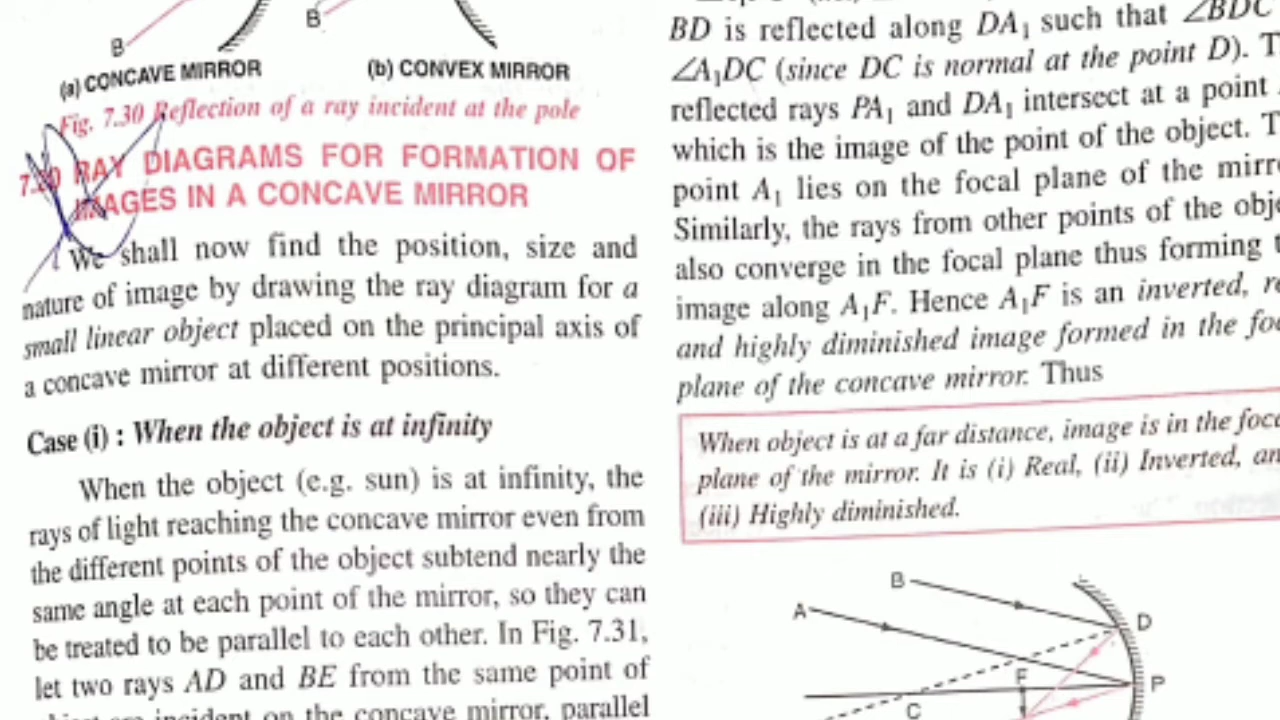 B
(a) CONCAVE MIRROR
B
(b) CONVEX MIRROR
Fig. 7.30 Reflection of a ray incident at the pole
RAY DIAGRAMS FOR FORMATION OF
IMAGES IN A CONCAVE MIRROR
We shall now find the position, size and
nature of image by drawing the ray diagram for a
small linear object placed on the principal axis of
a concave mirror at different positions.
Case (i) : When the object is at infinity
When the object (e.g. sun) is at infinity, the
rays of light reaching the concave mirror even from
the different points of the object subtend nearly the
same angle at each point of the mirror, so they can
be treated to be parallel to each other. In Fig. 7.31,
let two rays AD and BE from the same point of
incident on the concave mirror, parallel
BD is reflected along DA₁ such that ∠BDC
∠A₁DC (since DC is normal at the point D).
reflected rays PA₁ and DA₁ intersect at a point
which is the image of the point of the object.
point A₁ lies on the focal plane of the
Similarly, the rays from other points of the
also converge in the focal plane thus forming
image along A₁F. Hence A₁F is an inverted,
and highly diminished image formed in the
plane of the concave mirror. Thus
When object is at a far distance, image is in the
plane of the mirror. It is (i) Real, (ii) Inverted,
(iii) Highly diminished.
B
A
D
F
P
C